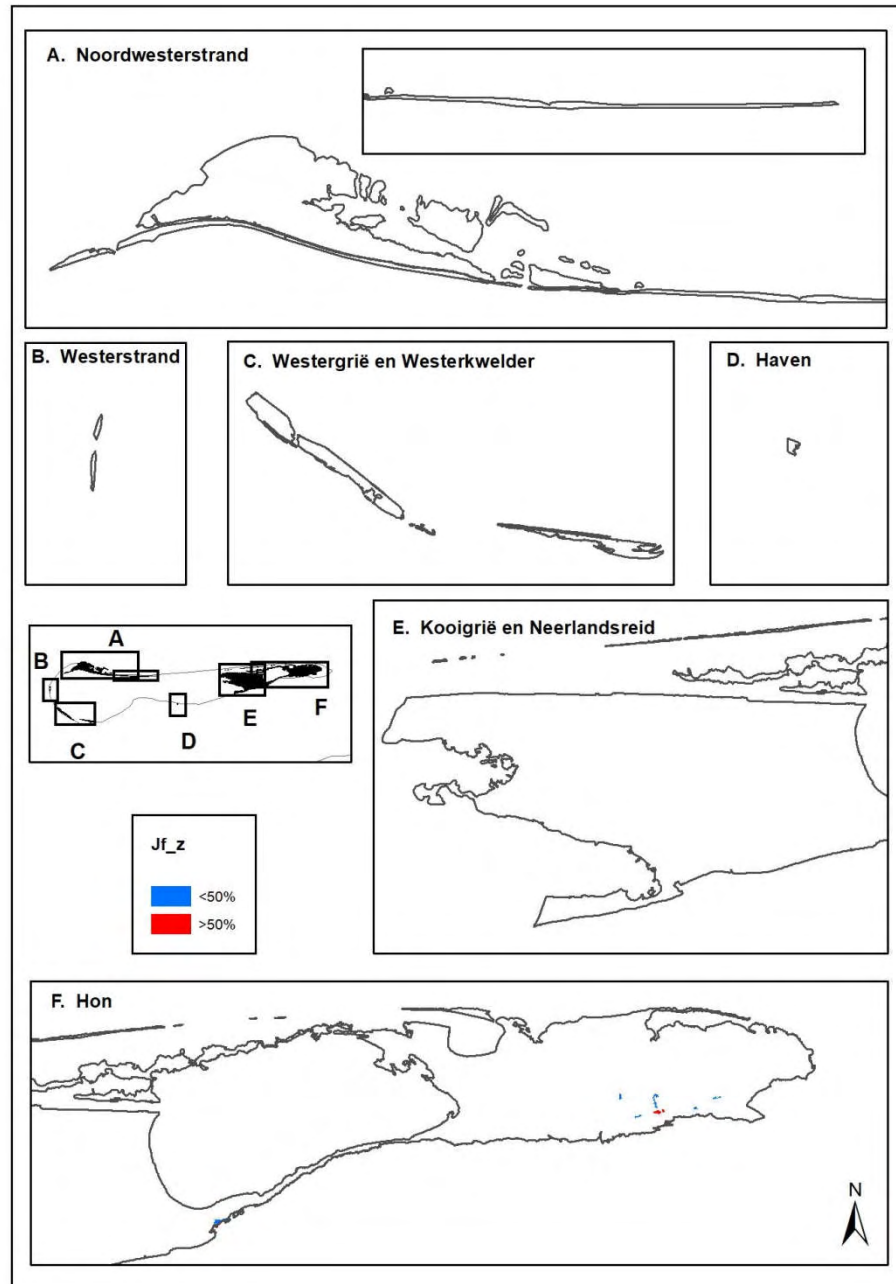 A. Noordwesterstrand
B. Westerstrand
C. Westergrië en Westerkwelder
D. Haven
A
B
C
D
E
F
E. Kooigrië en Neerlandsreid
Jf_z
<50%
>50%
F. Hon
N